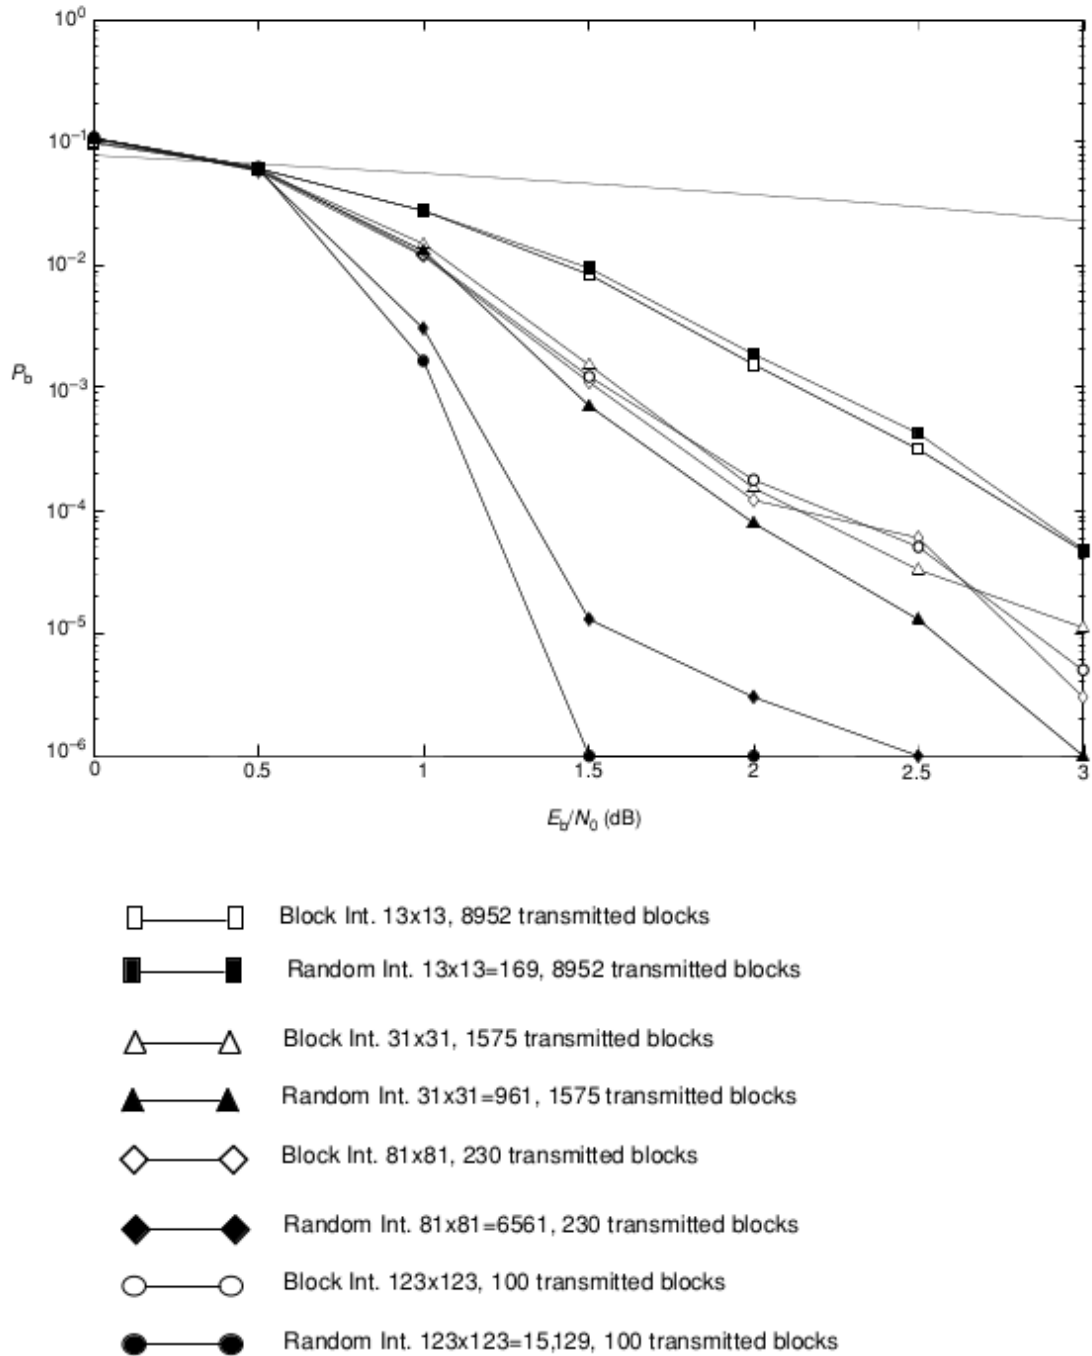 10⁰
10⁻¹
10⁻²
P_b
10⁻³
10⁻⁴
10⁻⁵
10⁻⁶
0 0.5 1 1.5 2 2.5 3
E_b/N_0 (dB)
Block Int. 13x13, 8952 transmitted blocks
Random Int. 13x13=169, 8952 transmitted blocks
Block Int. 31x31, 1575 transmitted blocks
Random Int. 31x31=961, 1575 transmitted blocks
Block Int. 81x81, 230 transmitted blocks
Random Int. 81x81=6561, 230 transmitted blocks
Block Int. 123x123, 100 transmitted blocks
Random Int. 123x123=15,129, 100 transmitted blocks